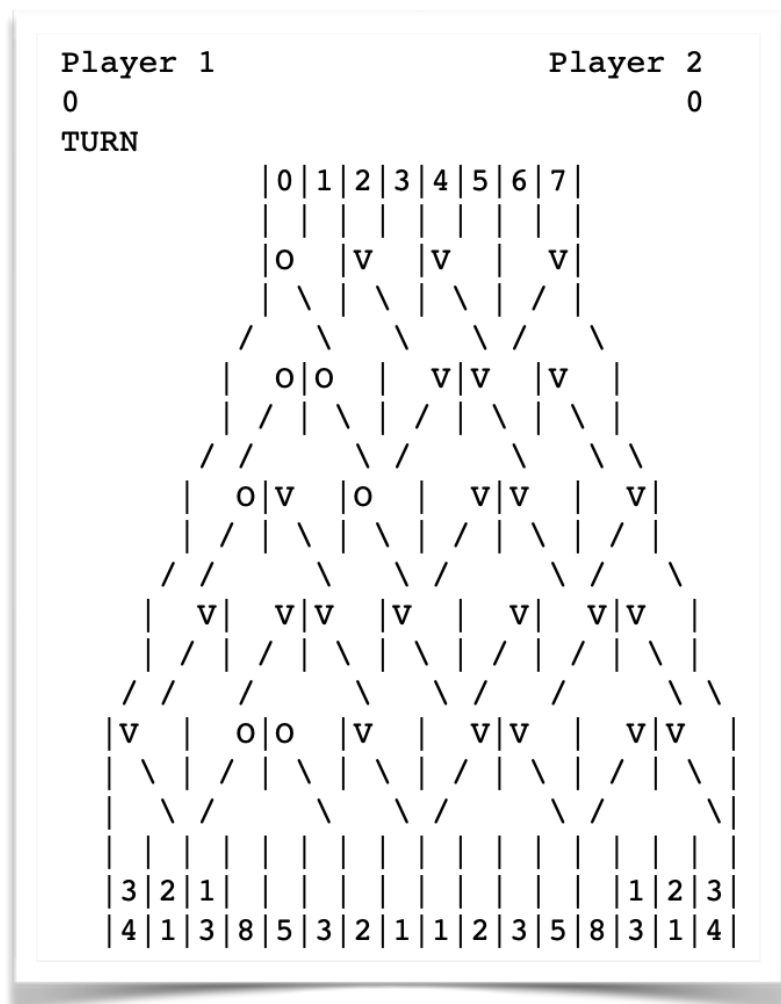 Player 1                 Player 2
0                               0
TURN
          |0|1|2|3|4|5|6|7|
          | | | | | | | | |
          |O  |V  |V  |  V|
          | \ | \ | \ | / |
         /   \   \   \ /   \
        |  O|O  |  V|V  |V  |
        | / | \ | / | \ | \ |
       / /     \ /     \   \ \
      |  O|V  |O  |  V|V  |  V|
      | / | \ | \ | / | \ | / |
     / /     \   \ /     \ /   \
    |  V|  V|V  |V  |  V|  V|V  |
    | / | / | \ | \ | / | / | \ |
   / /   /     \   \ /   /     \ \
  |V  |  O|O  |V  |  V|V  |  V|V  |
  | \ | / | \ | \ | / | \ | / | \ |
  |  \ /     \   \ /     \ /     \|
  | | | | | | | | | | | | | | | | |
  |3|2|1| | | | | | | | | | |1|2|3|
  |4|1|3|8|5|3|2|1|1|2|3|5|8|3|1|4|